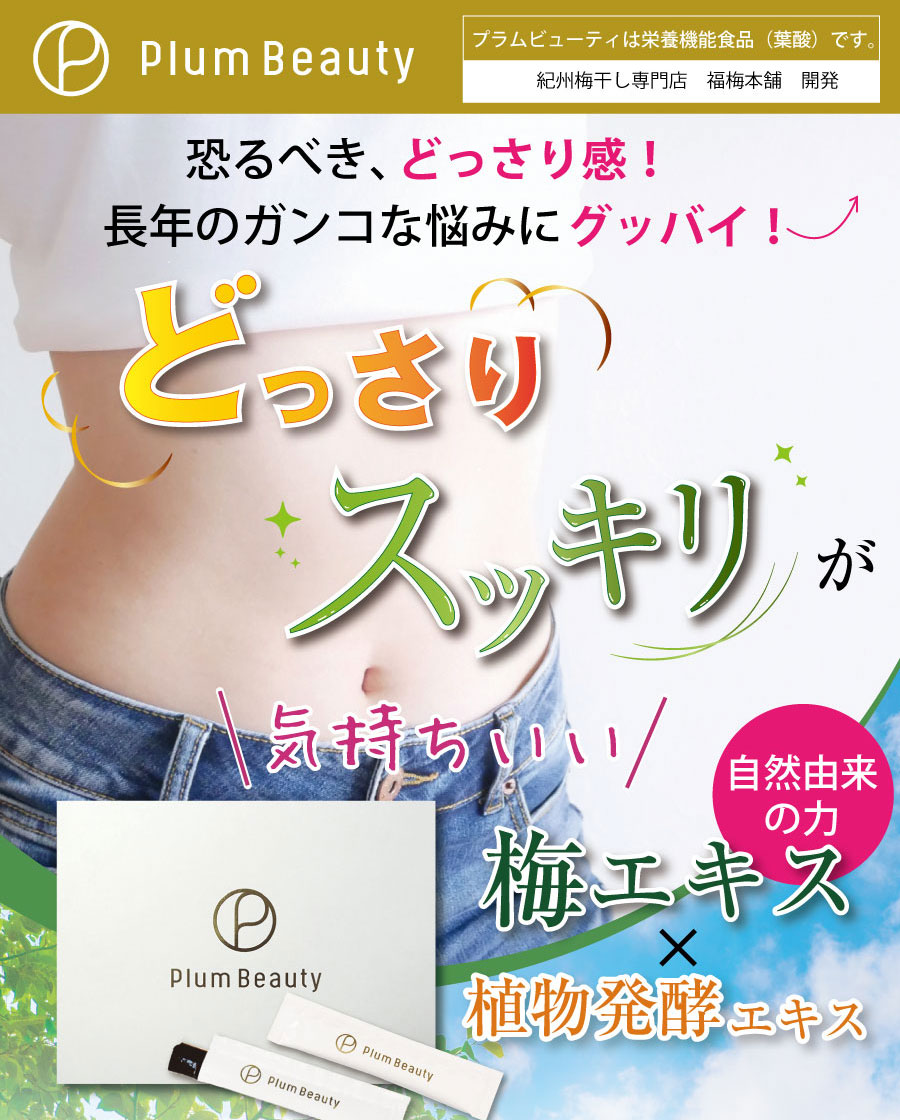 Plum Beauty
プラムビューティは栄養機能食品（葉酸）です。
紀州梅干し専門店　福梅本舗　開発
恐るべき、どっさり感！
長年のガンコな悩みにグッバイ！
どっさり
スッキリが
気持ちいい
自然由来
の力
梅エキス
×
植物発酵エキス
Plum Beauty
Plum Beauty
Plum Beauty